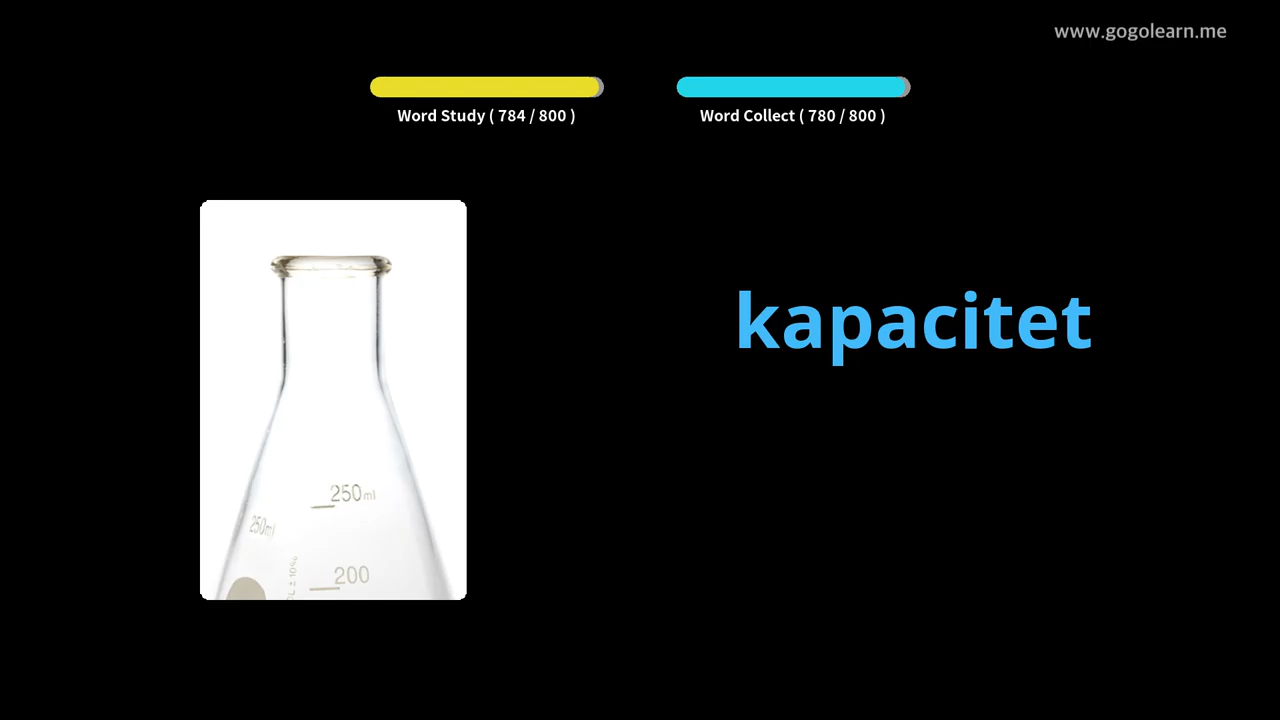 www.gogolearn.me
Word Study ( 784 / 800 )
Word Collect ( 780 / 800 )
kapacitet
250ml
250ml
200